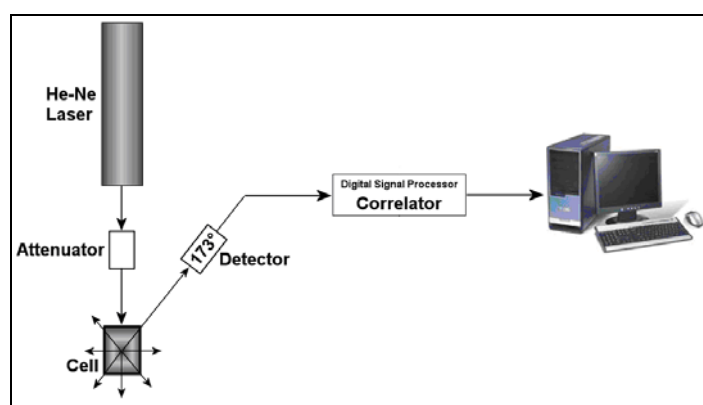 He-Ne
Laser
Attenuator
Cell
173°
Detector
Digital Signal Processor
Correlator